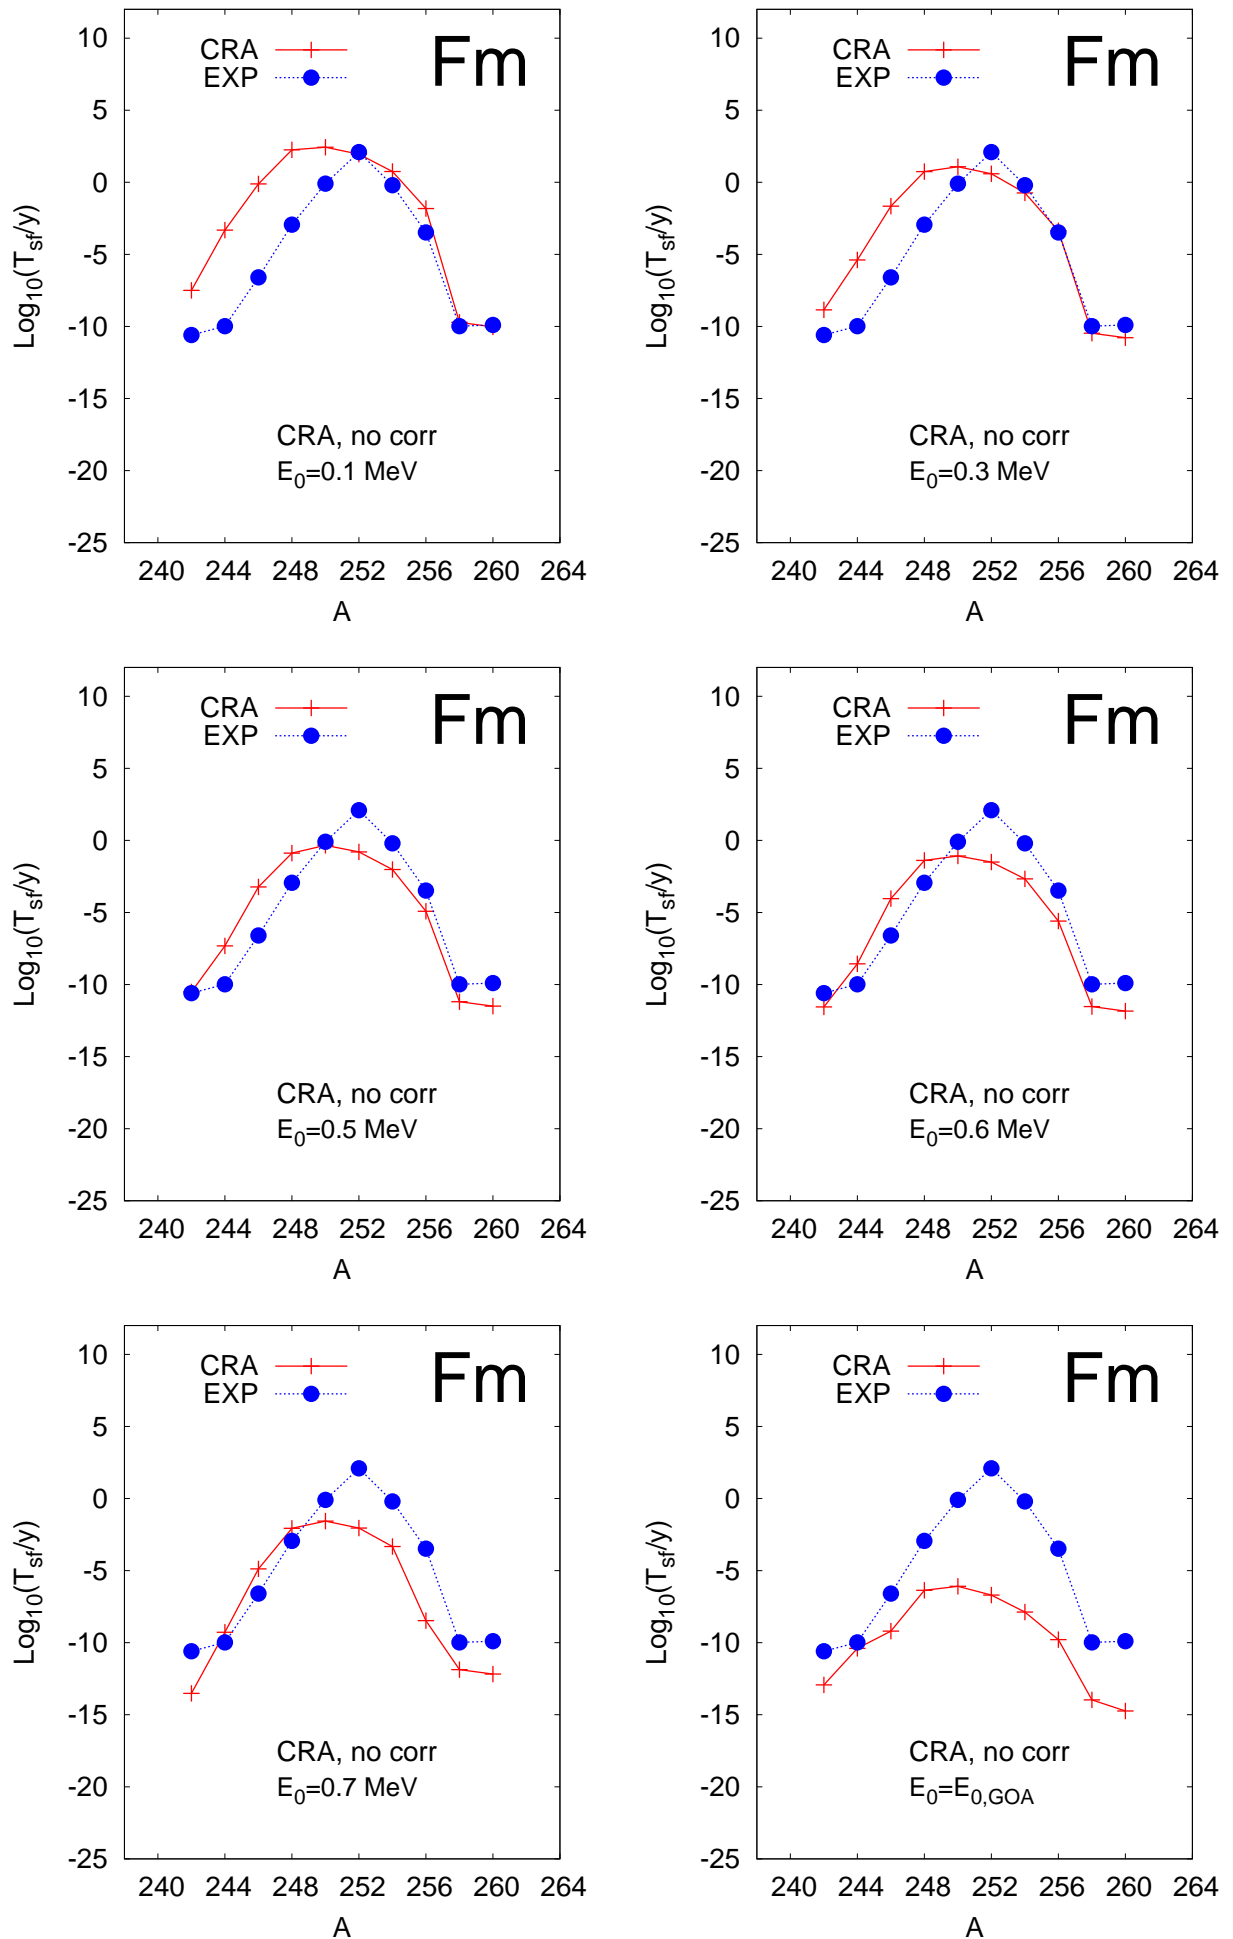 CRA
EXP
Fm
Log10(Tsf/y)
10
5
0
-5
-10
-15
-20
-25
CRA, no corr
E0=0.1 MeV
240 244 248 252 256 260 264
A
CRA
EXP
Fm
Log10(Tsf/y)
10
5
0
-5
-10
-15
-20
-25
CRA, no corr
E0=0.3 MeV
240 244 248 252 256 260 264
A
CRA
EXP
Fm
Log10(Tsf/y)
10
5
0
-5
-10
-15
-20
-25
CRA, no corr
E0=0.5 MeV
240 244 248 252 256 260 264
A
CRA
EXP
Fm
Log10(Tsf/y)
10
5
0
-5
-10
-15
-20
-25
CRA, no corr
E0=0.6 MeV
240 244 248 252 256 260 264
A
CRA
EXP
Fm
Log10(Tsf/y)
10
5
0
-5
-10
-15
-20
-25
CRA, no corr
E0=0.7 MeV
240 244 248 252 256 260 264
A
CRA
EXP
Fm
Log10(Tsf/y)
10
5
0
-5
-10
-15
-20
-25
CRA, no corr
E0=E0,GOA
240 244 248 252 256 260 264
A